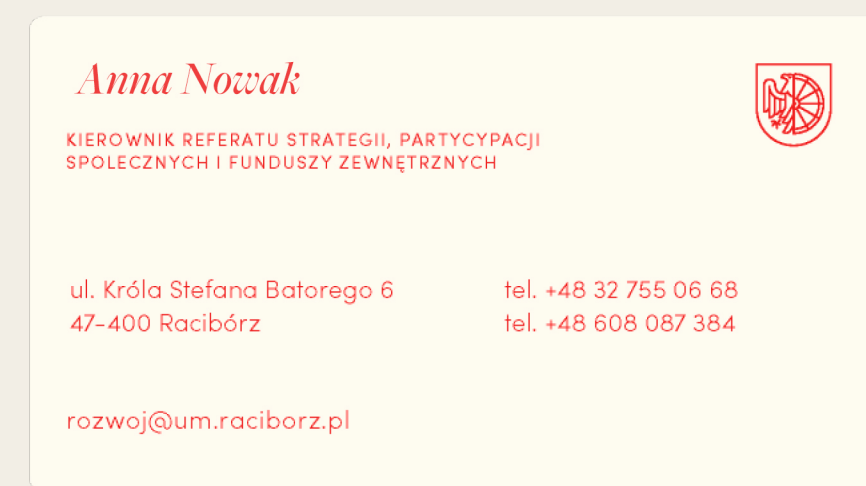 Anna Nowak
KIEROWNIK REFERATU STRATEGII, PARTYCYPACJI
SPOLECZNYCH I FUNDUSZY ZEWNĘTRZNYCH
ul. Króla Stefana Batorego 6
47-400 Racibórz
tel. +48 32 755 06 68
tel. +48 608 087 384
rozwoj@um.raciborz.pl